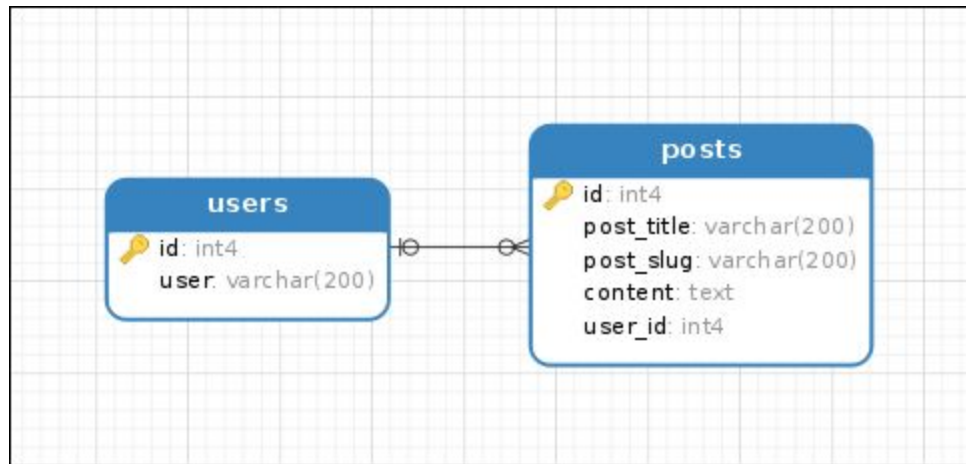 users
id: int4
user: varchar(200)
posts
id: int4
post_title: varchar(200)
post_slug: varchar(200)
content: text
user_id: int4